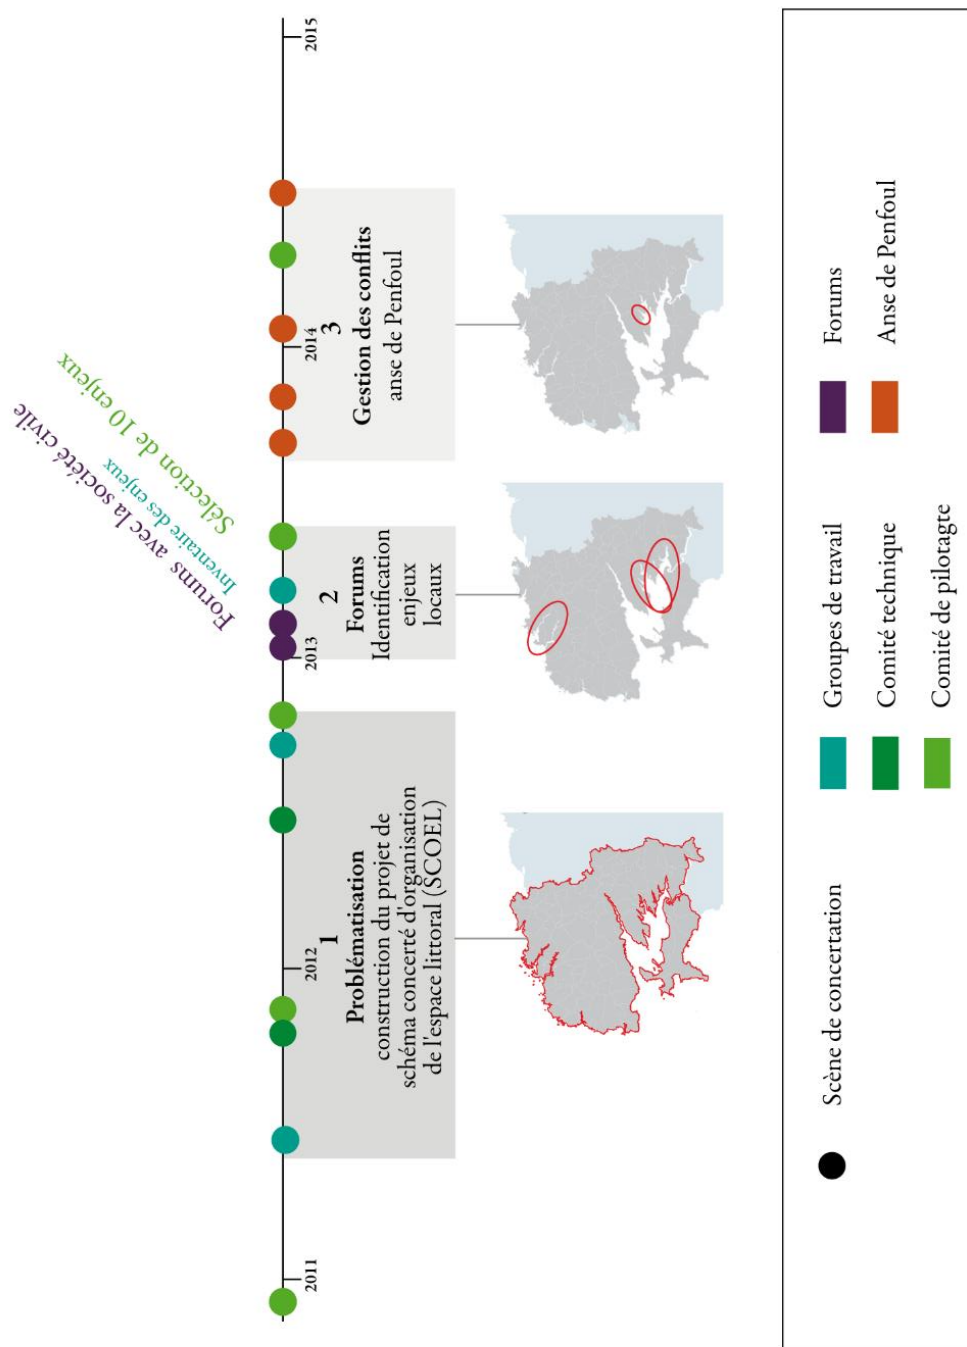 Forums avec la société civile
Inventaire des enjeux
Sélection de 10 enjeux
2011
2012
2013
2014
2015
1
Problématisation
construction du projet de
schéma concerté d'organisation
de l'espace littoral (SCOEL)
2
Forums
Identification
enjeux
locaux
3
Gestion des conflits
anse de Penfoul
Scène de concertation
Groupes de travail
Comité technique
Comité de pilotagte
Forums
Anse de Penfoul